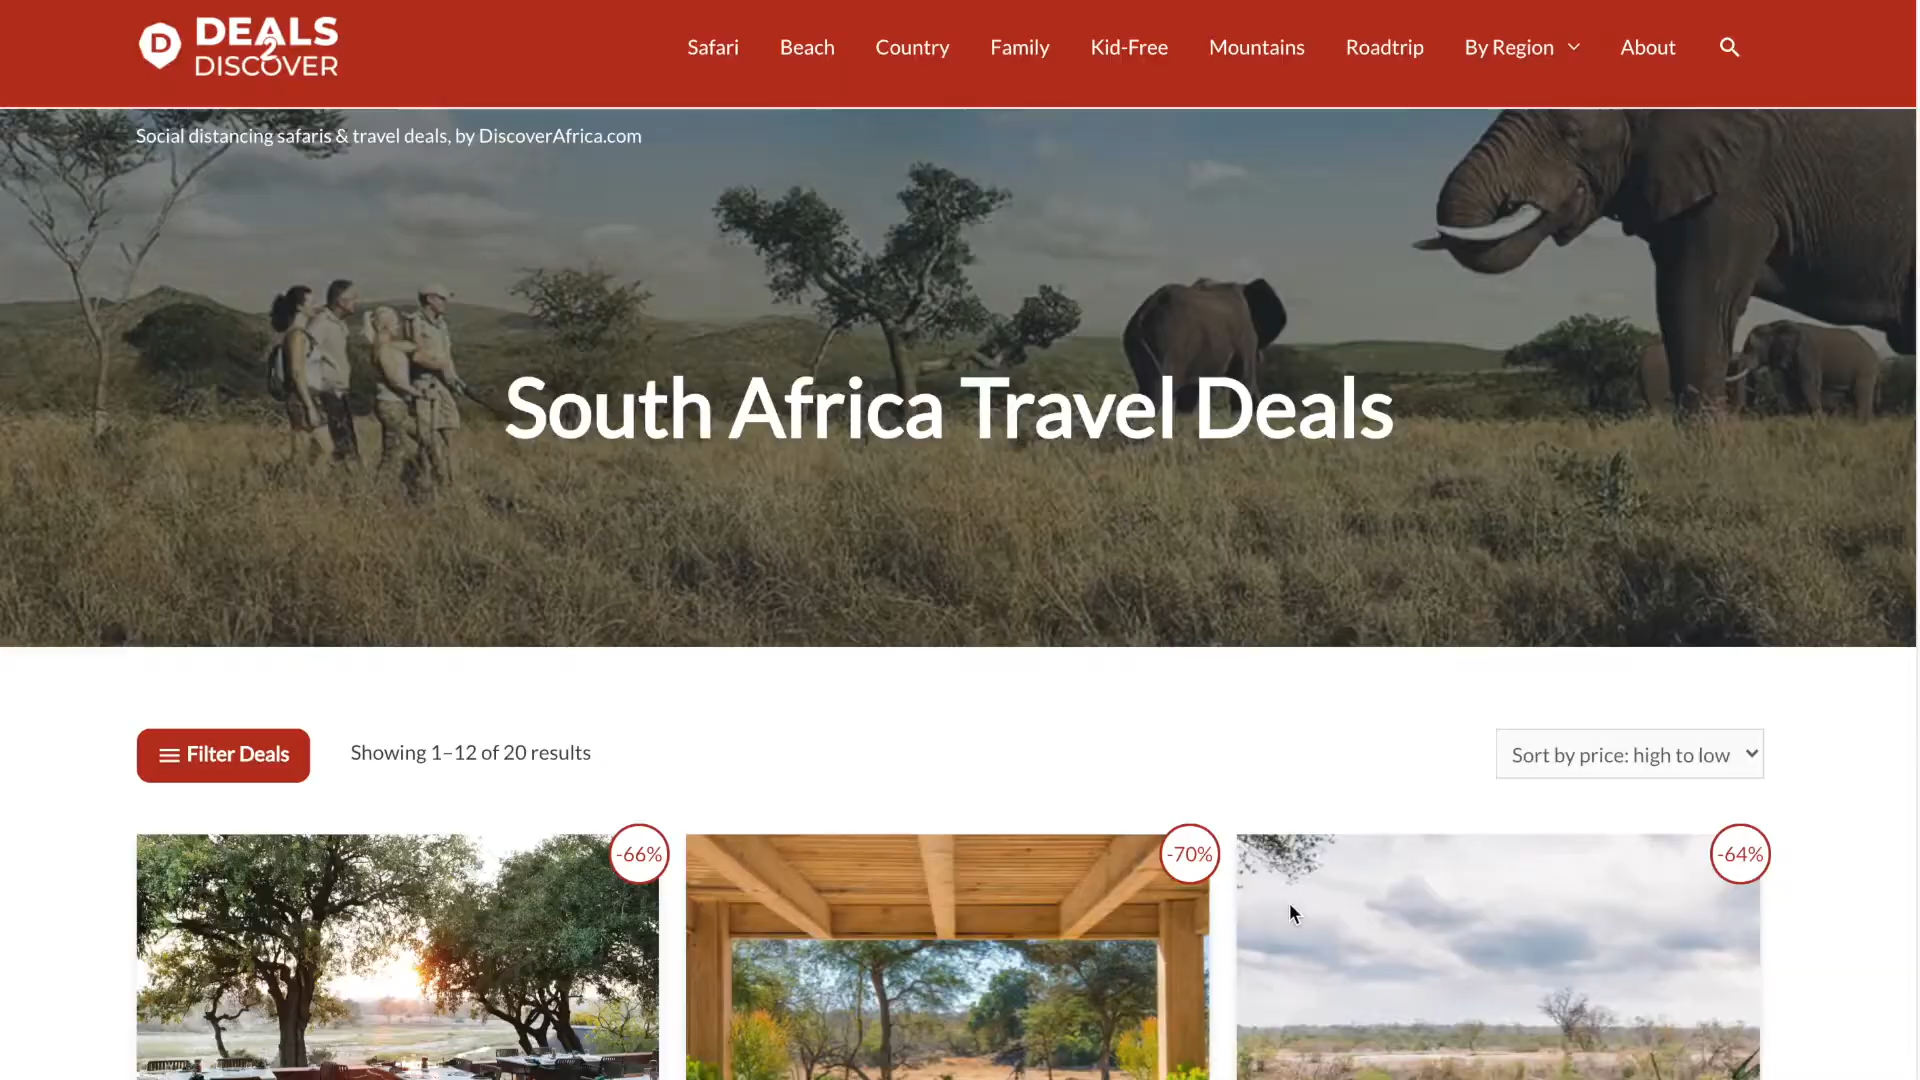 D DEALS
2
DISCOVER
Safari Beach Country Family Kid-Free Mountains Roadtrip By Region About
Social distancing safaris & travel deals, by DiscoverAfrica.com
South Africa Travel Deals
Filter Deals Showing 1–12 of 20 results Sort by price: high to low
-66% -70% -64%